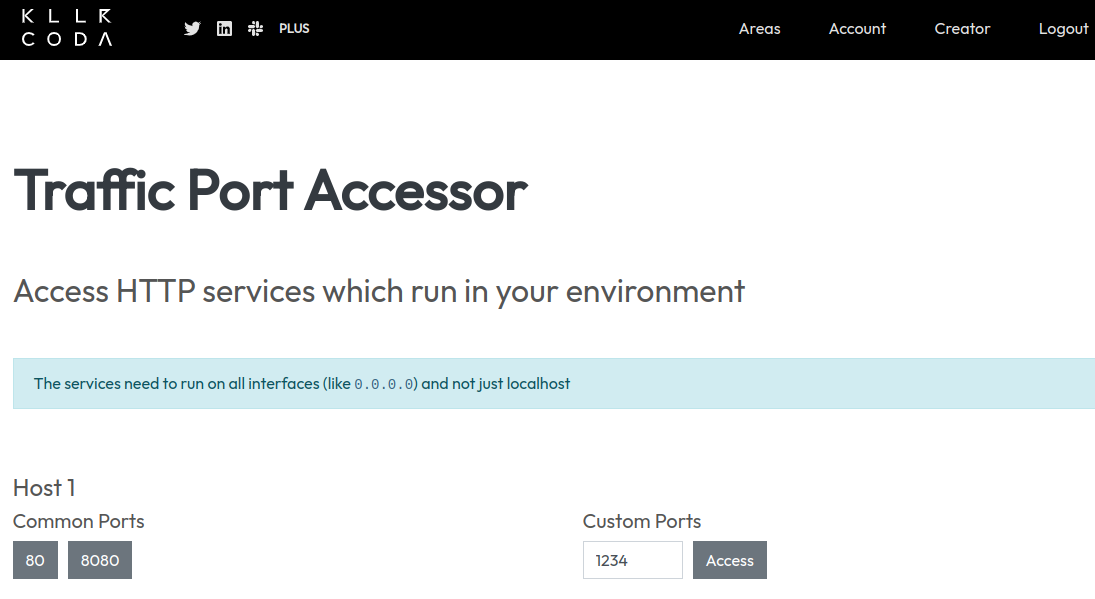 KLLR
CODA
PLUS
Areas
Account
Creator
Logout
Traffic Port Accessor
Access HTTP services which run in your environment
The services need to run on all interfaces (like 0.0.0.0) and not just localhost
Host 1
Common Ports
80
8080
Custom Ports
1234
Access